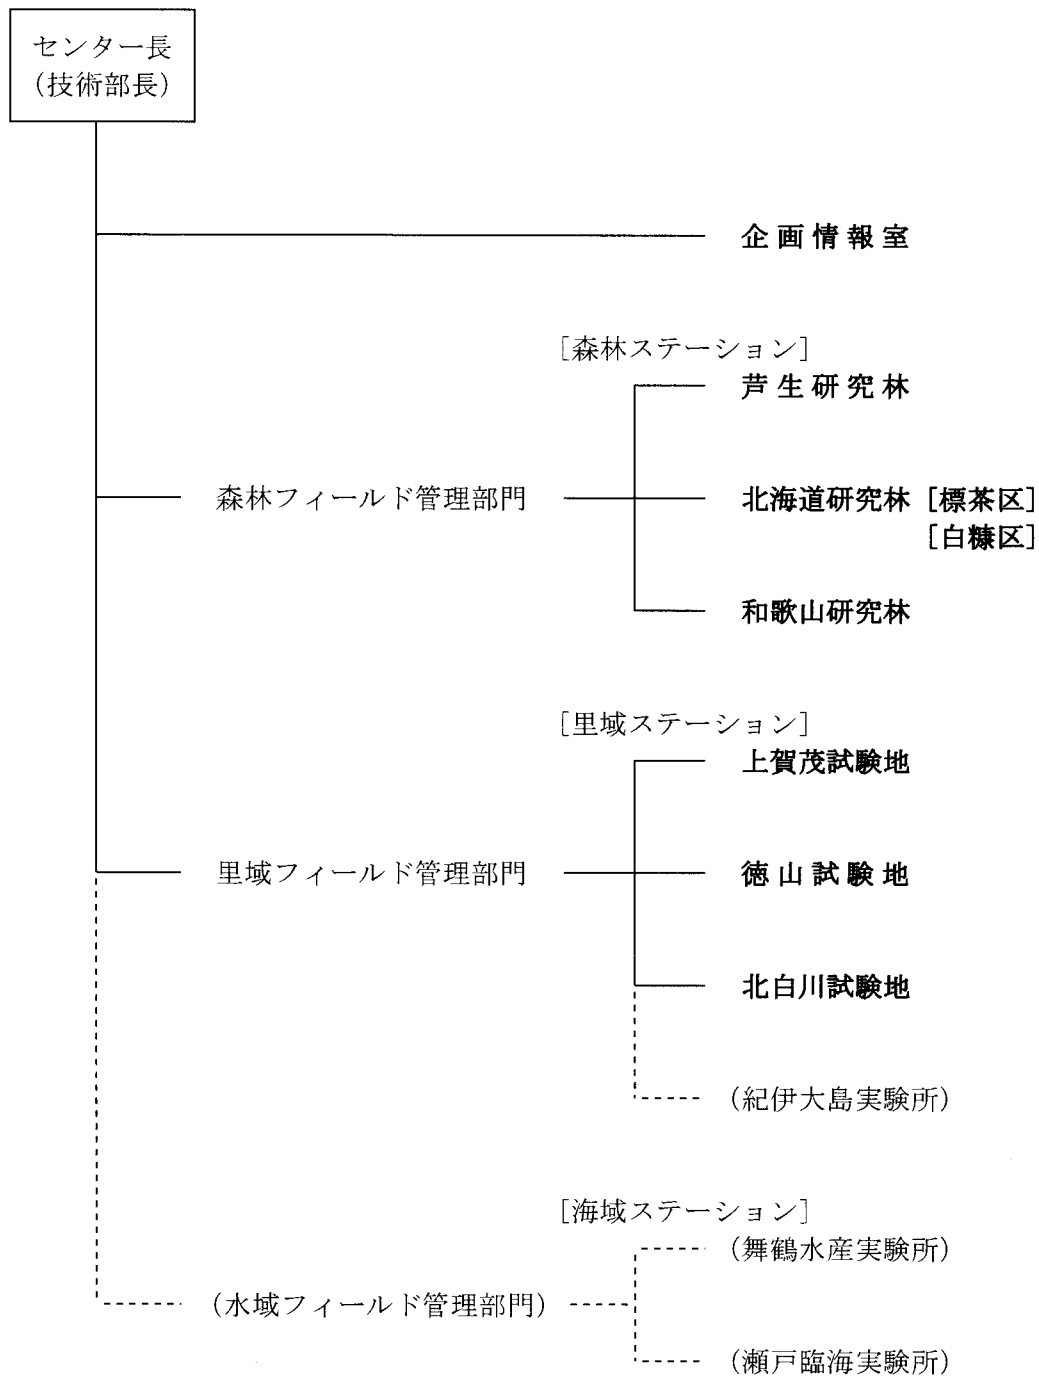 センター長
(技術部長)
企画情報室
[森林ステーション]
芦生研究林
森林フィールド管理部門
北海道研究林 [標茶区]
[白糠区]
和歌山研究林
[里域ステーション]
上賀茂試験地
里域フィールド管理部門
徳山試験地
北白川試験地
(紀伊大島実験所)
[海域ステーション]
(舞鶴水産実験所)
(水域フィールド管理部門)
(瀬戸臨海実験所)